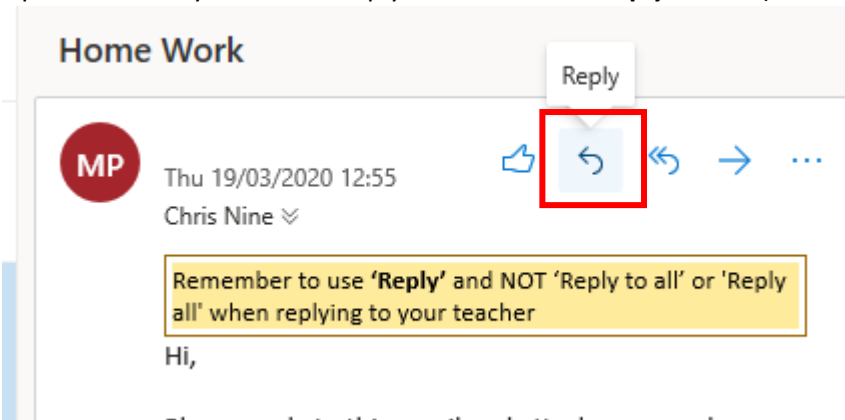 Home Work
Reply
MP
Thu 19/03/2020 12:55
Chris Nine
Remember to use ‘Reply’ and NOT ‘Reply to all’ or 'Reply
all' when replying to your teacher
Hi,